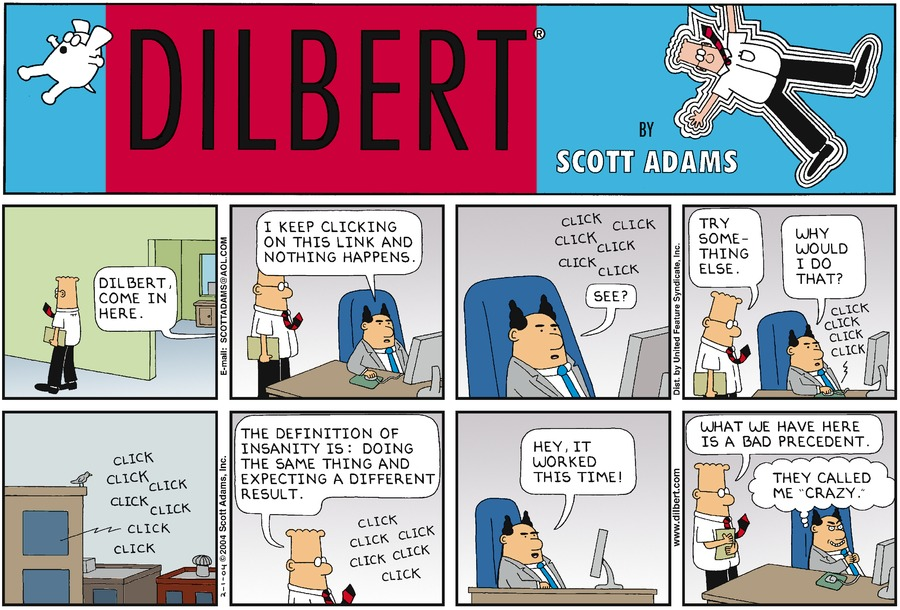 DILBERT®
BY
SCOTT ADAMS
DILBERT,
COME IN
HERE.
E-mail: SCOTTADAMS@AOL.COM
I KEEP CLICKING
ON THIS LINK AND
NOTHING HAPPENS.
CLICK
CLICK
CLICK
CLICK
CLICK
CLICK
SEE?
Dist. by United Feature Syndicate, Inc.
TRY
SOME-
THING
ELSE.
WHY
WOULD
I DO
THAT?
CLICK
CLICK
CLICK
CLICK
CLICK
CLICK
CLICK
CLICK
CLICK
CLICK
CLICK
2-1-04 © 2004 Scott Adams, Inc.
THE DEFINITION OF
INSANITY IS: DOING
THE SAME THING AND
EXPECTING A DIFFERENT
RESULT.
CLICK
CLICK CLICK
CLICK CLICK
CLICK
HEY, IT
WORKED
THIS TIME!
www.dilbert.com
WHAT WE HAVE HERE
IS A BAD PRECEDENT.
THEY CALLED
ME "CRAZY."